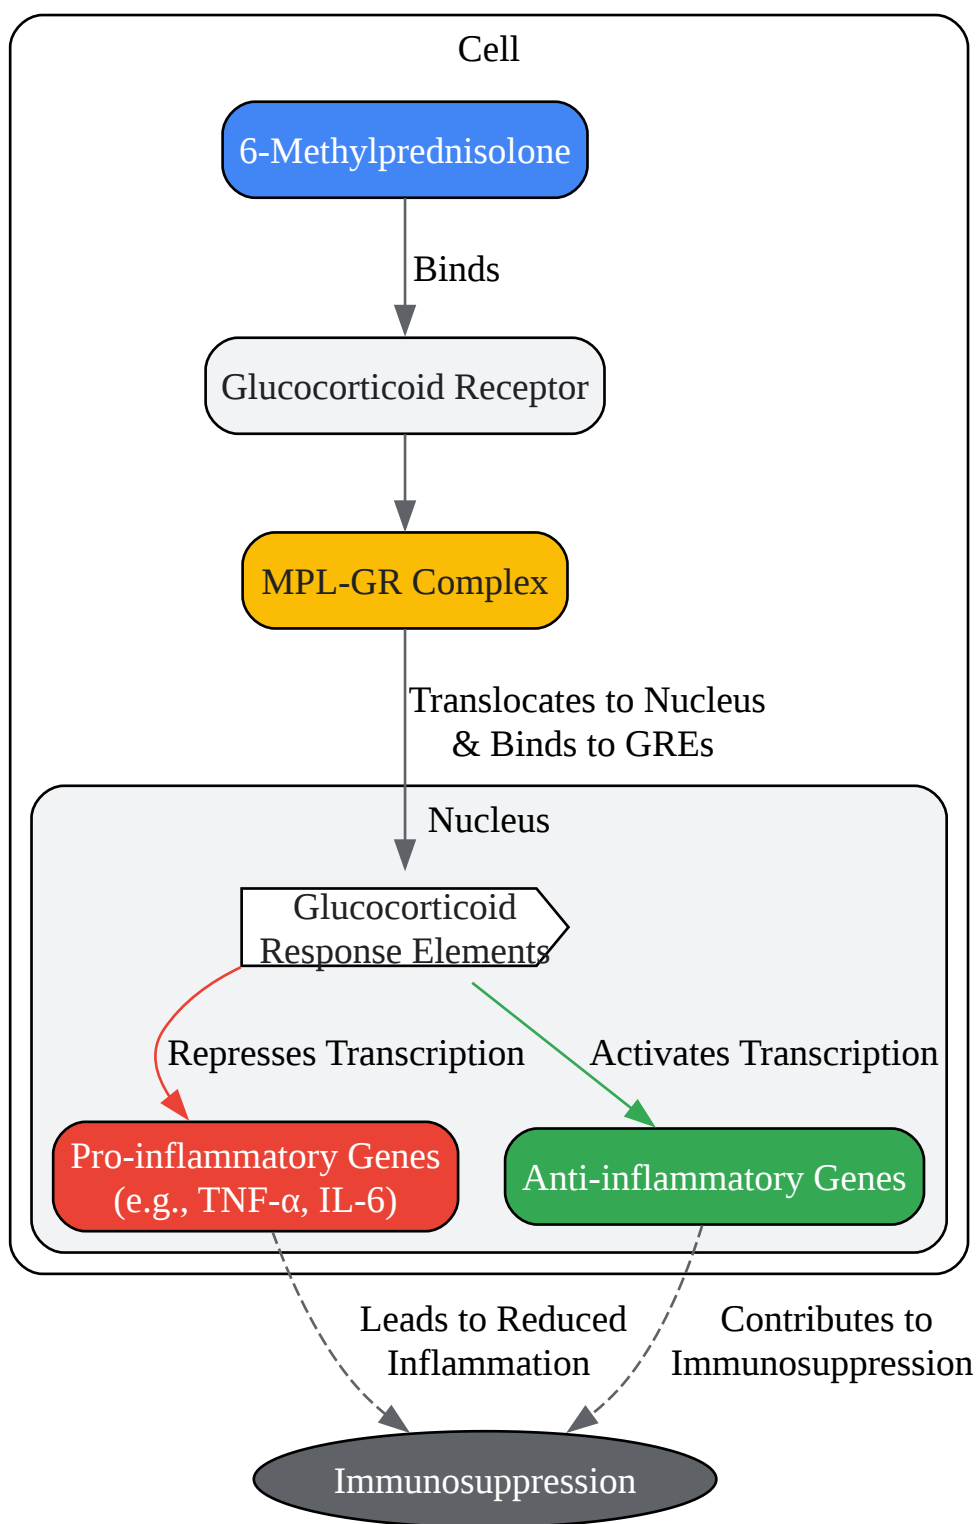 Cell
6-Methylprednisolone
Binds
Glucocorticoid Receptor
MPL-GR Complex
Translocates to Nucleus
& Binds to GREs
Nucleus
Glucocorticoid
Response Elements
Represses Transcription
Activates Transcription
Pro-inflammatory Genes
(e.g., TNF-α, IL-6)
Anti-inflammatory Genes
Leads to Reduced
Inflammation
Contributes to
Immunosuppression
Immunosuppression